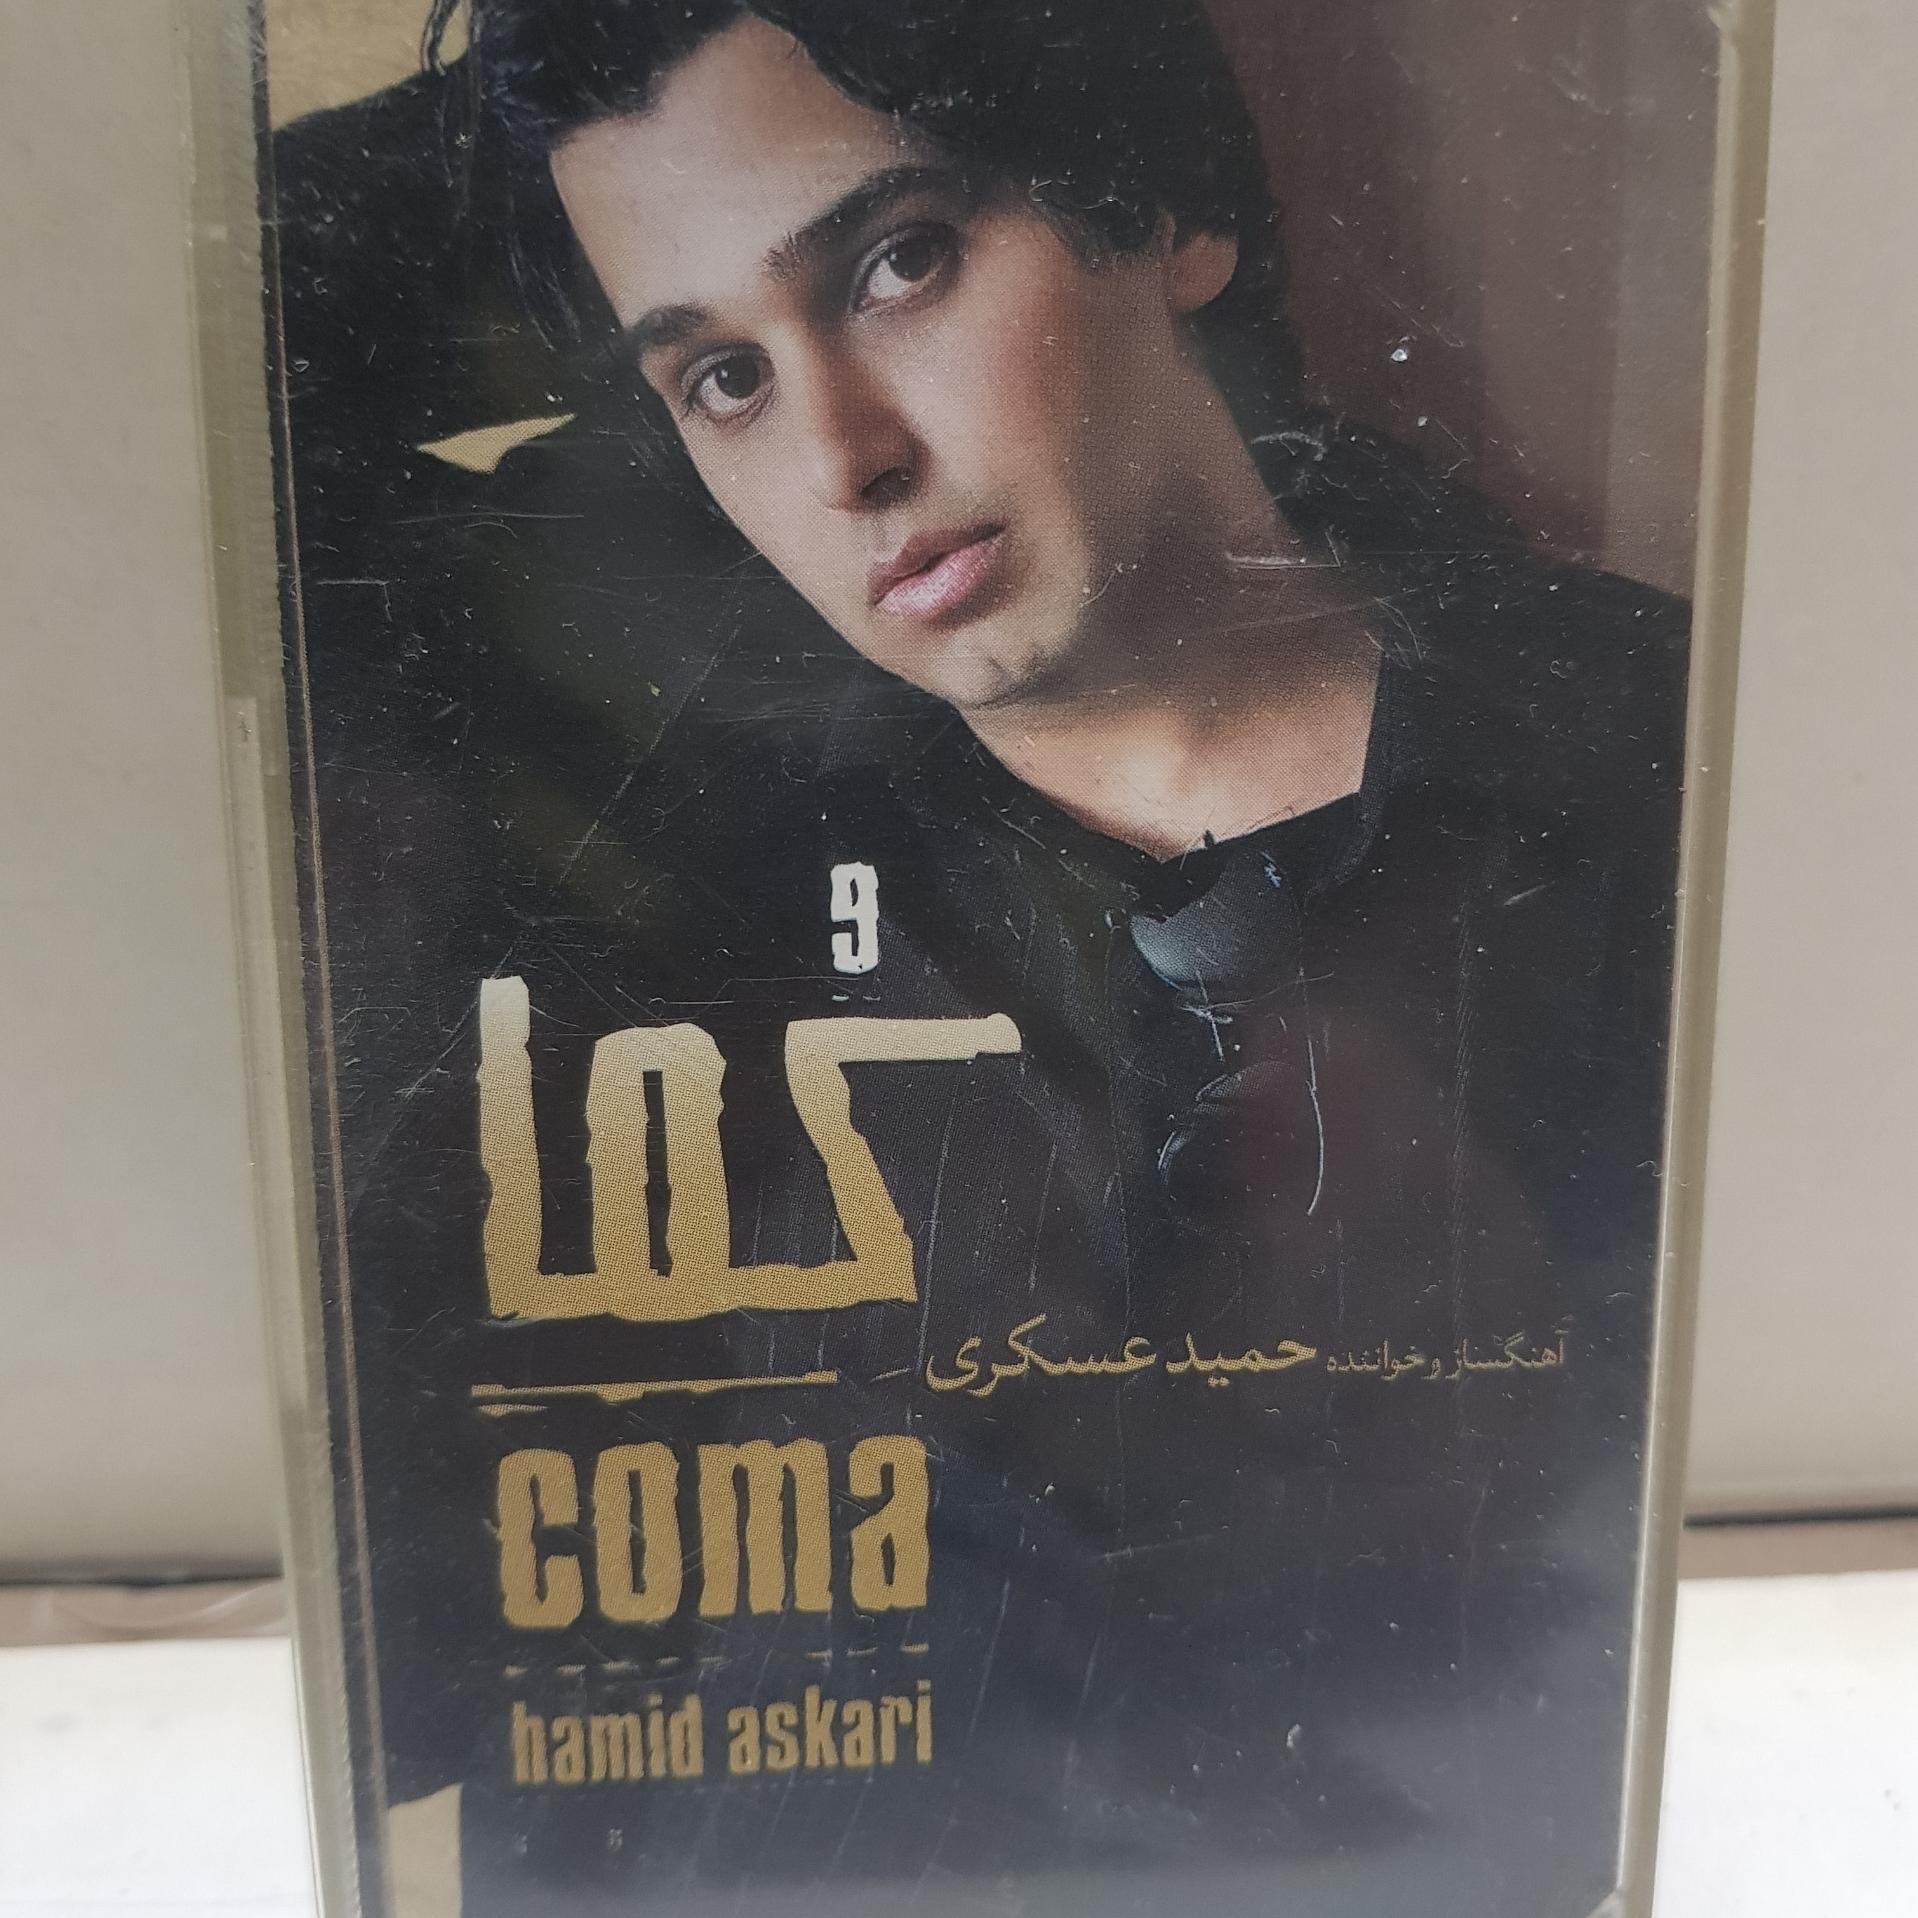 و
کما
آهنگساز و خواننده حمید عسکری
coma
hamid askari